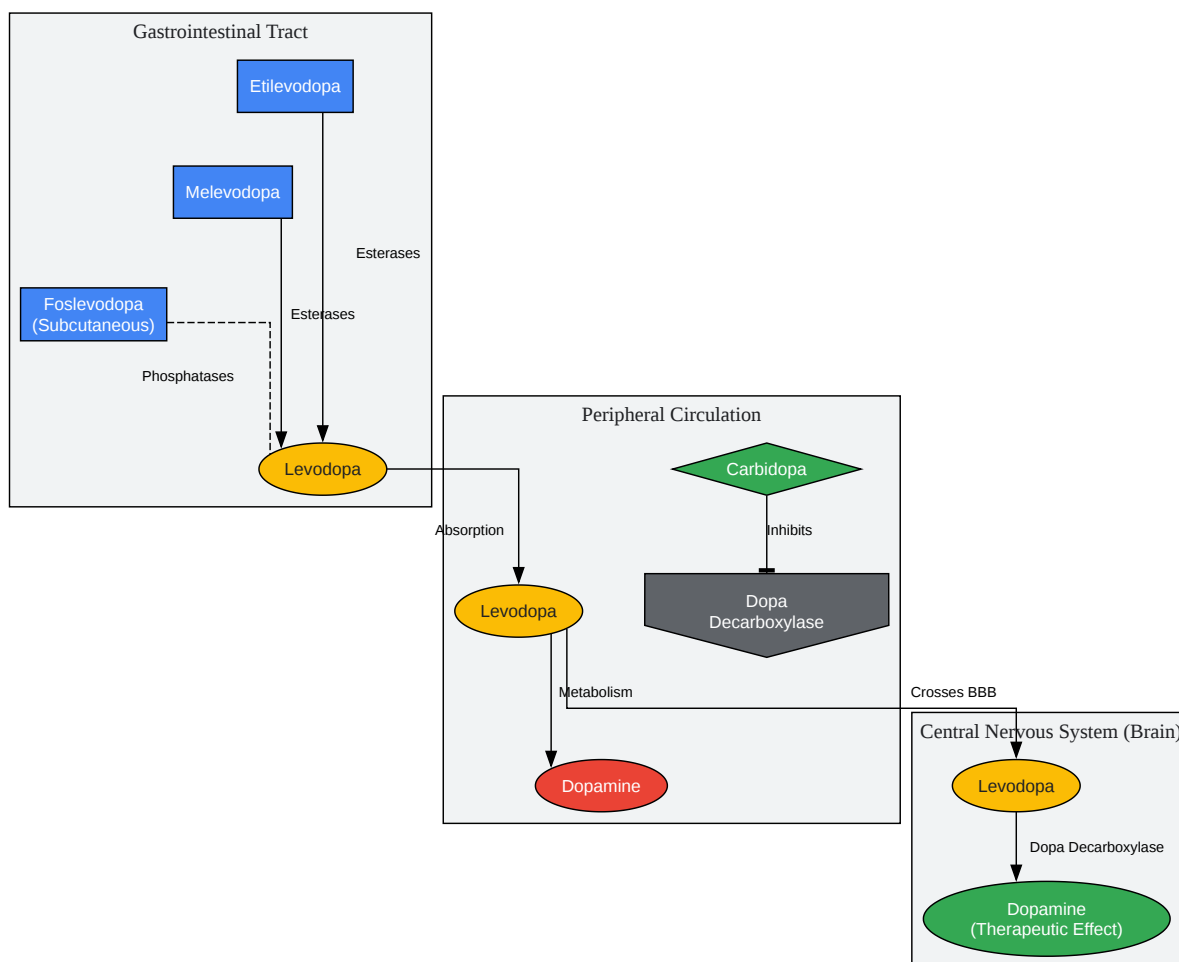 Gastrointestinal Tract
Etilevodopa
Melevodopa
Esterases
Foslevodopa
(Subcutaneous)
Esterases
Phosphatases
Levodopa
Peripheral Circulation
Carbidopa
Absorption
Inhibits
Levodopa
Dopa
Decarboxylase
Metabolism
Crosses BBB
Dopamine
Central Nervous System (Brain)
Levodopa
Dopa Decarboxylase
Dopamine
(Therapeutic Effect)